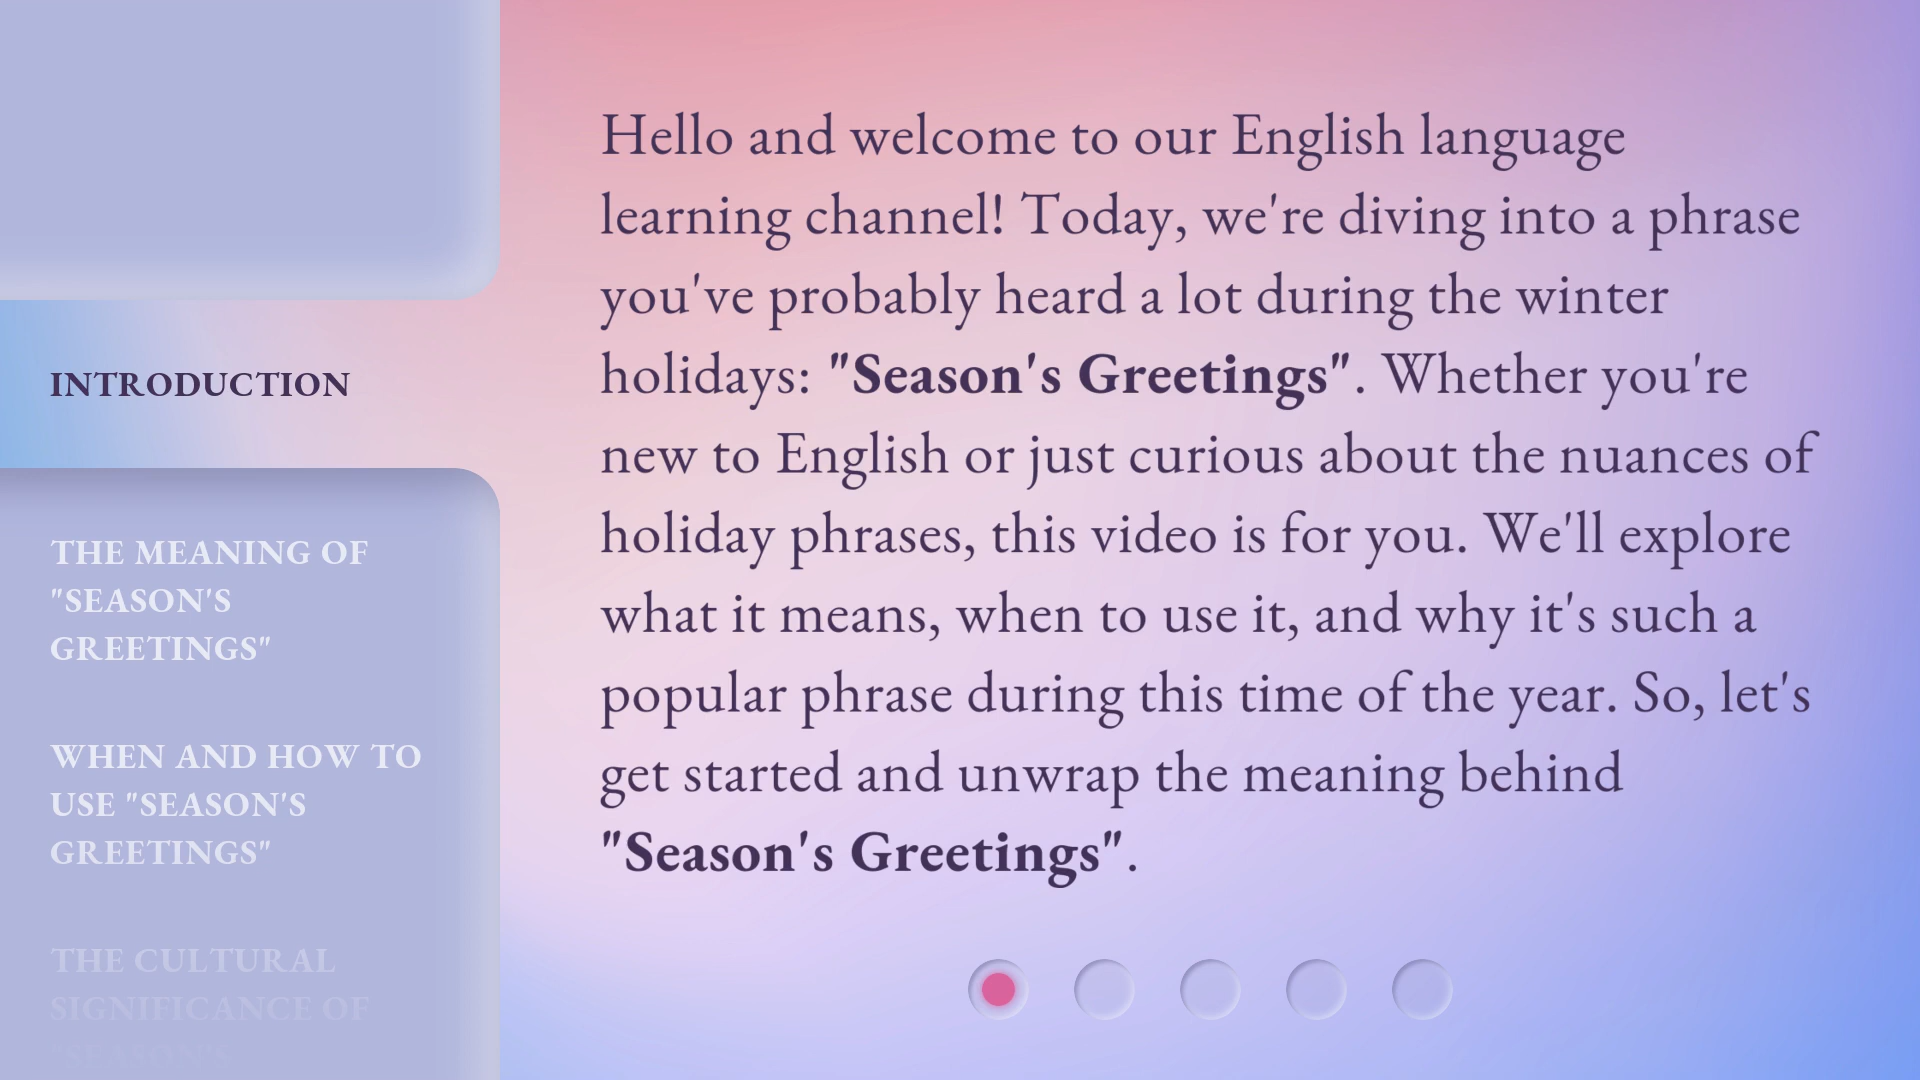 INTRODUCTION
THE MEANING OF
"SEASON'S
GREETINGS"
WHEN AND HOW TO
USE "SEASON'S
GREETINGS"
THE CULTURAL
SIGNIFICANCE OF
"SEASON'S
Hello and welcome to our English language
learning channel! Today, we're diving into a phrase
you've probably heard a lot during the winter
holidays: "Season's Greetings". Whether you're
new to English or just curious about the nuances of
holiday phrases, this video is for you. We'll explore
what it means, when to use it, and why it's such a
popular phrase during this time of the year. So, let's
get started and unwrap the meaning behind
"Season's Greetings".